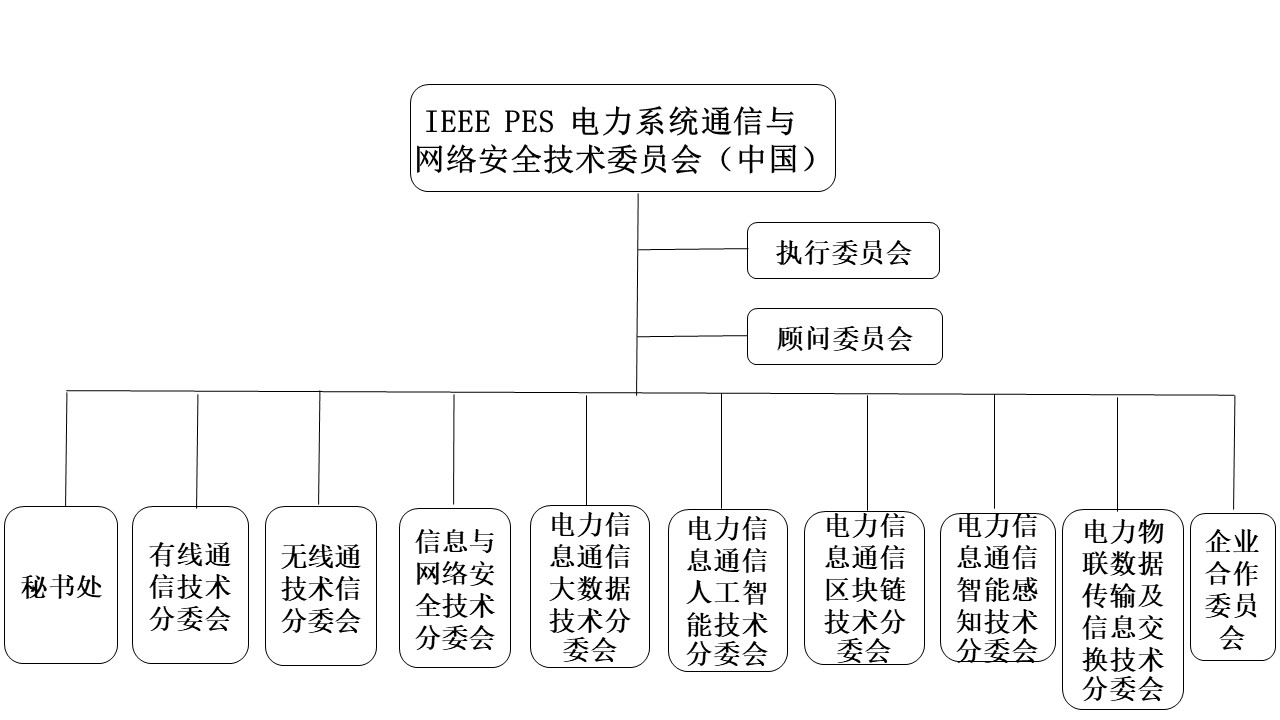 IEEE PES 电力系统通信与
网络安全技术委员会（中国）
执行委员会
顾问委员会
秘书处
有线通
信技术
分委会
无线通
技术信
分委会
信息与
网络安
全技术
分委会
电力信
息通信
大数据
技术分
委会
电力信
息通信
人工智
能技术
分委会
电力信
息通信
区块链
技术分
委会
电力信
息通信
智能感
知技术
分委会
电力物
联数据
传输及
信息交
换技术
分委会
企业
合作
委员
会